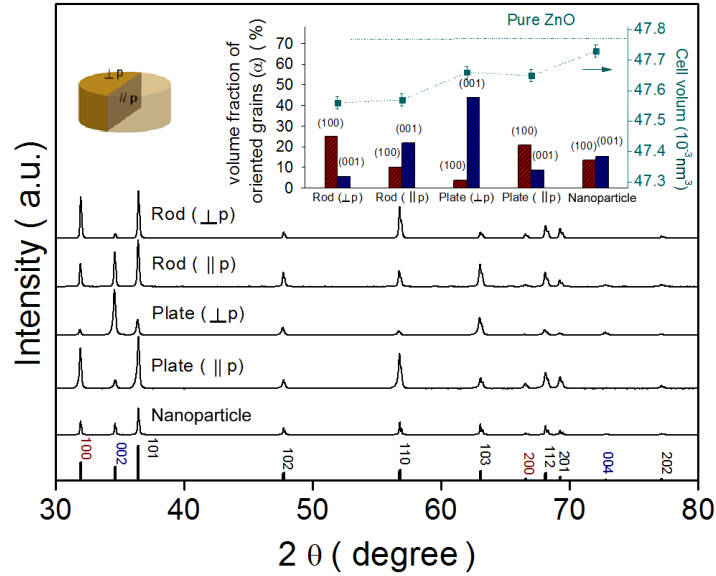 Pure ZnO
volume fraction of
oriented grains (α) ( %)
70
60
50
40
30
20
10
0
(100)
(001)
(100)
(001)
(100)
(001)
(100)
(001)
(100)
(001)
Rod (⊥p)
Rod ( ∥ p)
Plate (⊥p)
Plate ( ∥ p)
Nanoparticle
47.8
47.7
47.6
47.5
47.4
47.3
Cell volum (10⁻³nm³)
⊥ p
// p
Intensity ( a.u.)
Rod (⊥p)
Rod ( ∥ p)
Plate (⊥p)
Plate ( ∥ p)
Nanoparticle
100
002
101
102
110
103
200
112
201
004
202
30
40
50
60
70
80
2 θ ( degree)